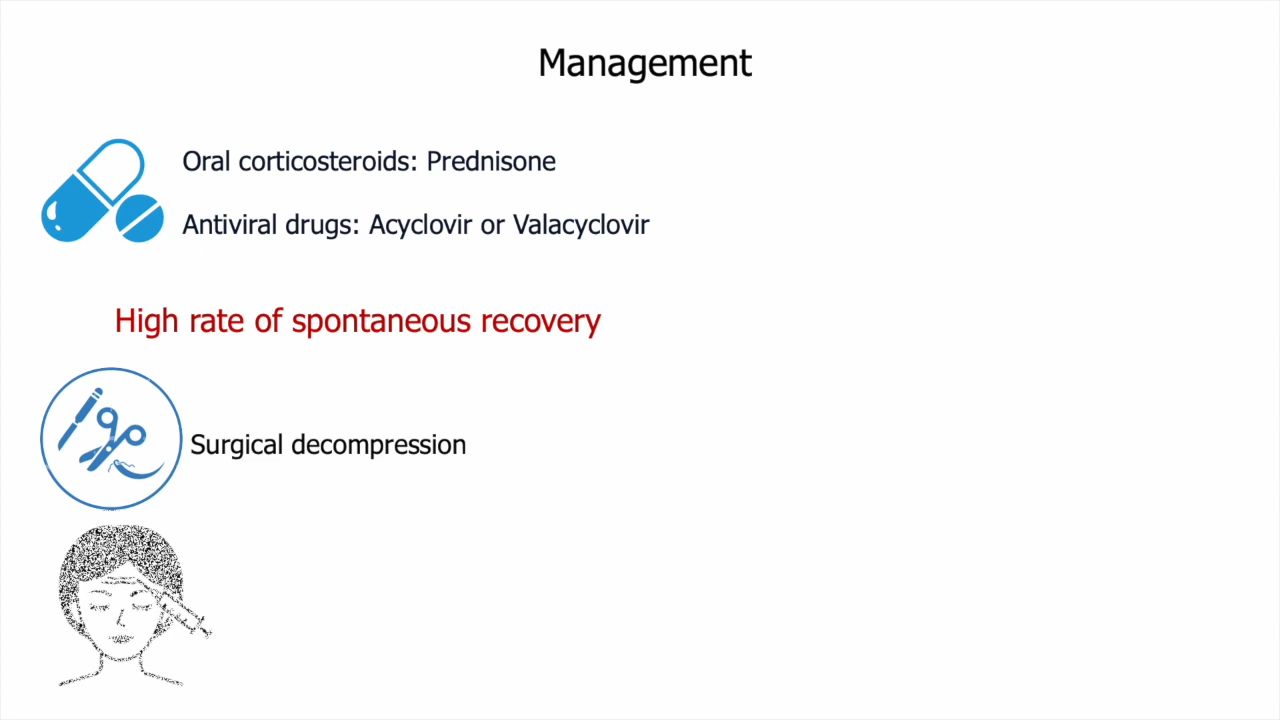 Management
Oral corticosteroids: Prednisone
Antiviral drugs: Acyclovir or Valacyclovir
High rate of spontaneous recovery
Surgical decompression